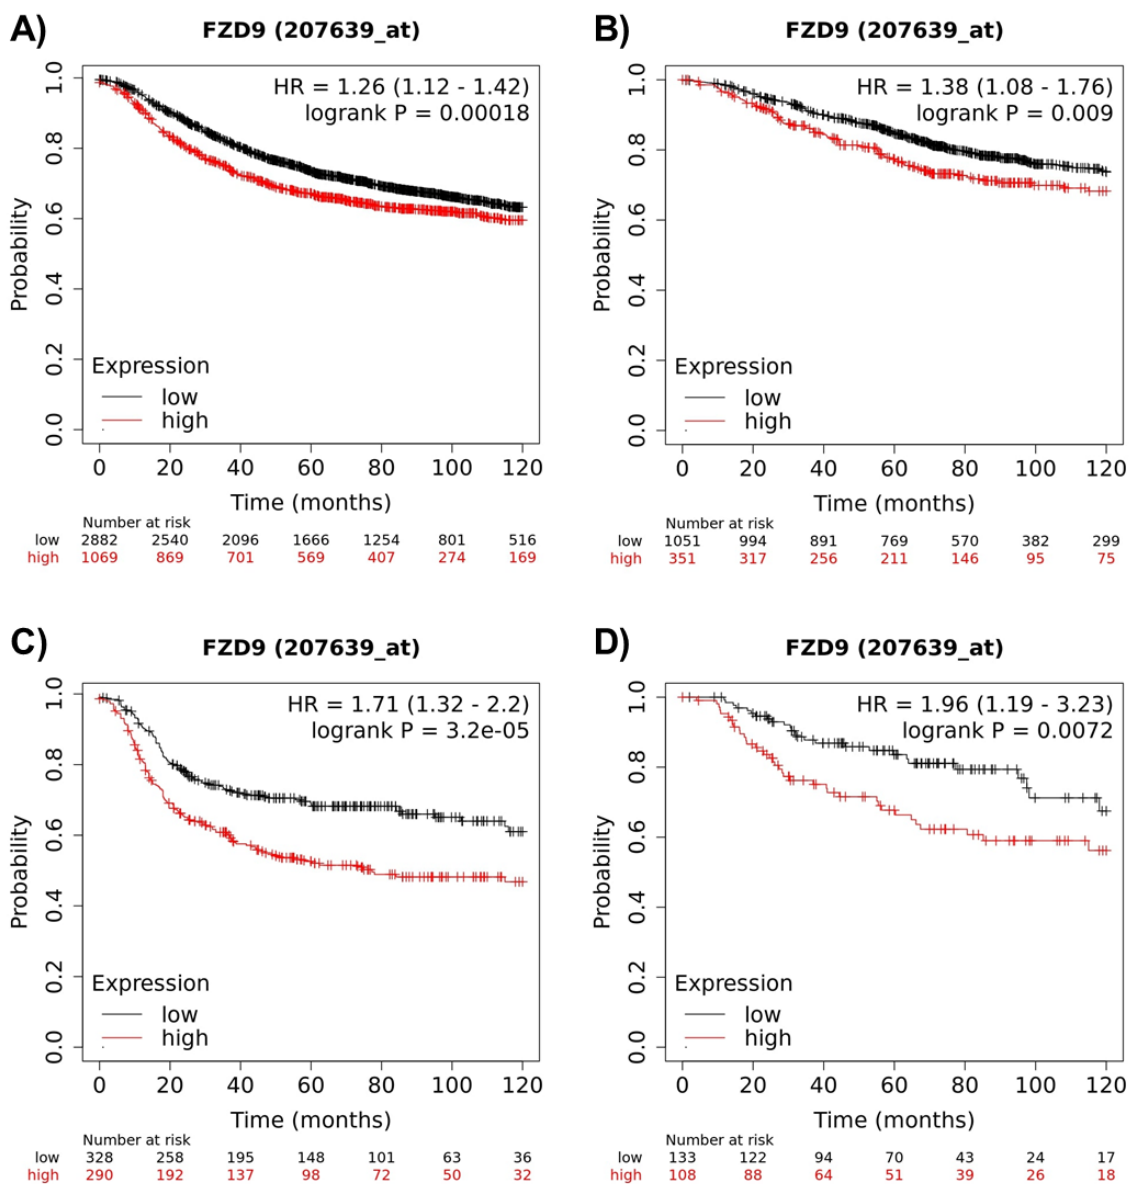 A)
FZD9 (207639_at)
HR = 1.26 (1.12 - 1.42)
logrank P = 0.00018
Probability
1.0
0.8
0.6
0.4
0.2
0.0
Expression
low
high
0 20 40 60 80 100 120
Time (months)
Number at risk
low 2882 2540 2096 1666 1254 801 516
high 1069 869 701 569 407 274 169
B)
FZD9 (207639_at)
HR = 1.38 (1.08 - 1.76)
logrank P = 0.009
Probability
1.0
0.8
0.6
0.4
0.2
0.0
Expression
low
high
0 20 40 60 80 100 120
Time (months)
Number at risk
low 1051 994 891 769 570 382 299
high 351 317 256 211 146 95 75
C)
FZD9 (207639_at)
HR = 1.71 (1.32 - 2.2)
logrank P = 3.2e-05
Probability
1.0
0.8
0.6
0.4
0.2
0.0
Expression
low
high
0 20 40 60 80 100 120
Time (months)
Number at risk
low 328 258 195 148 101 63 36
high 290 192 137 98 72 50 32
D)
FZD9 (207639_at)
HR = 1.96 (1.19 - 3.23)
logrank P = 0.0072
Probability
1.0
0.8
0.6
0.4
0.2
0.0
Expression
low
high
0 20 40 60 80 100 120
Time (months)
Number at risk
low 133 122 94 70 43 24 17
high 108 88 64 51 39 26 18